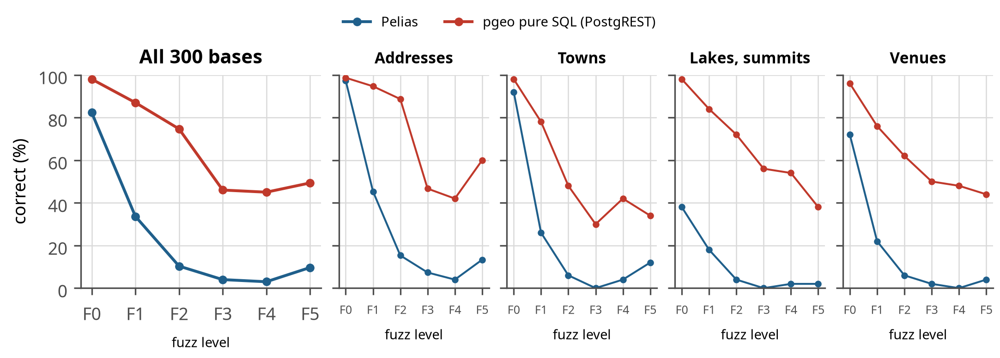 Pelias pgeo pure SQL (PostgREST)
All 300 bases Addresses Towns Lakes, summits Venues
correct (%)
100
80
60
40
20
0
F0 F1 F2 F3 F4 F5 F0 F1 F2 F3 F4 F5 F0 F1 F2 F3 F4 F5 F0 F1 F2 F3 F4 F5 F0 F1 F2 F3 F4 F5
fuzz level fuzz level fuzz level fuzz level fuzz level